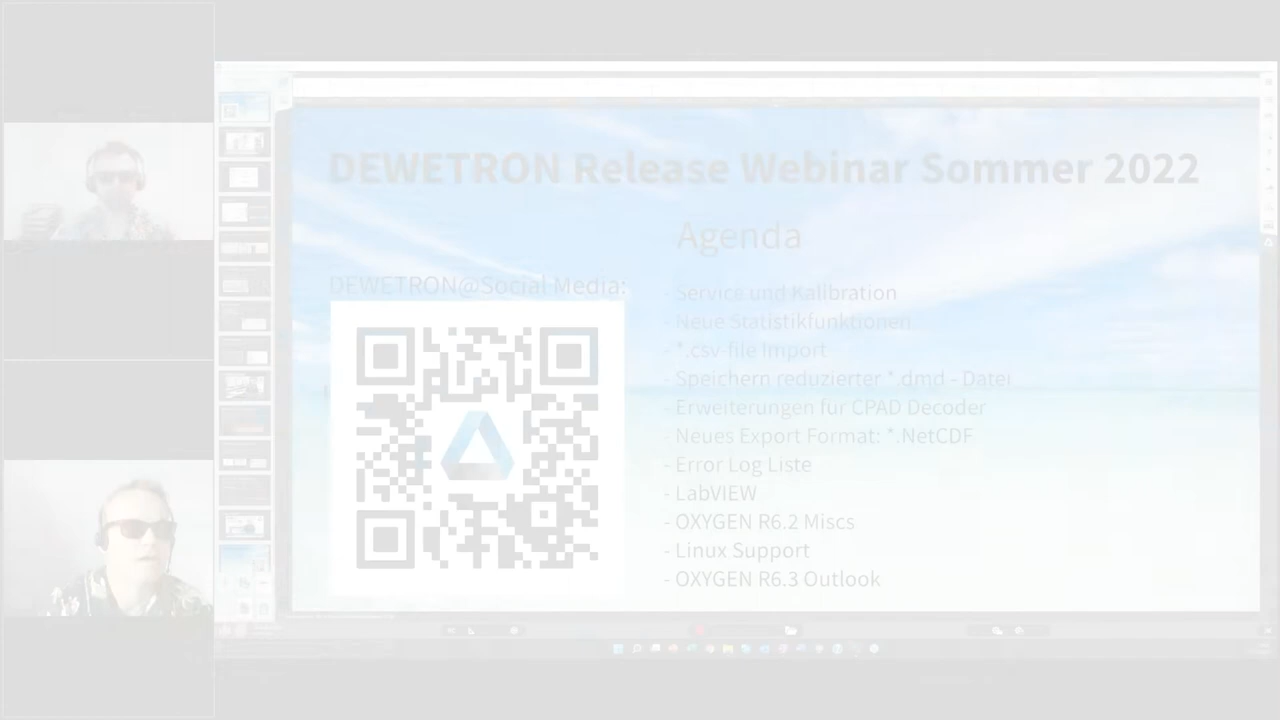 DEWETRON Release Webinar Sommer 2022
Agenda
DEWETRON@Social Media:
- Service und Kalibration
- Neue Statistikfunktionen
- *.csv-file Import
- Speichern reduzierter *.dmd - Datei
- Erweiterungen für CPAD Decoder
- Neues Export Format: *.NetCDF
- Error Log Liste
- LabVIEW
- OXYGEN R6.2 Miscs
- Linux Support
- OXYGEN R6.3 Outlook